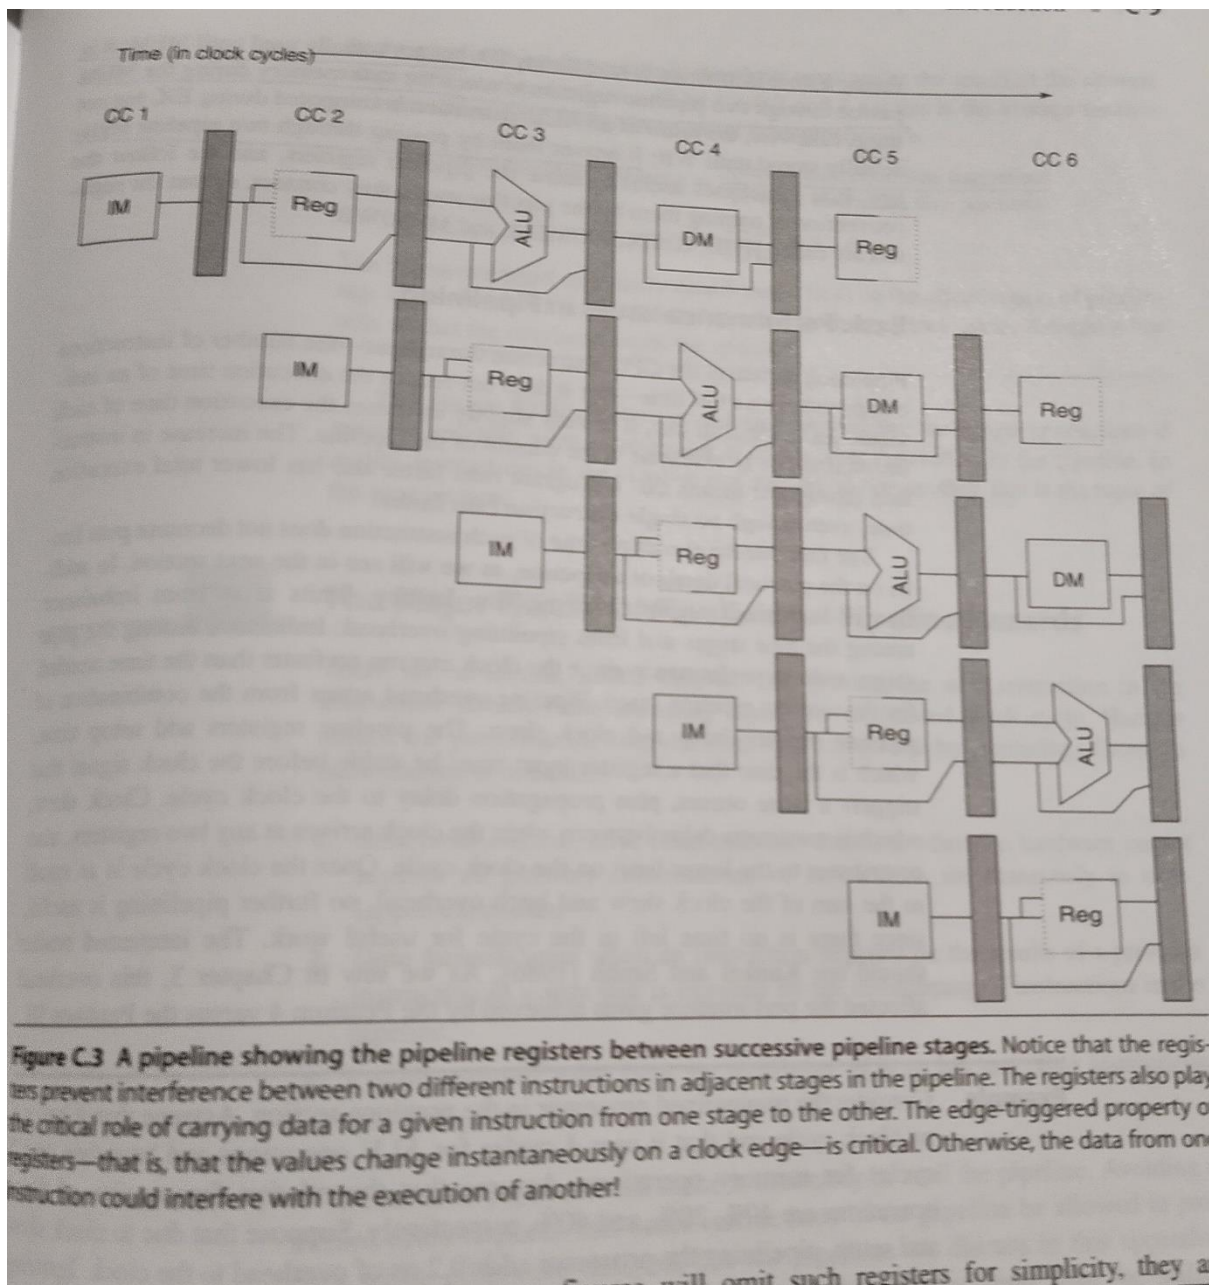 Time (in clock cycles)
CC 1 CC 2 CC 3 CC 4 CC 5 CC 6
IM Reg ALU DM Reg
IM Reg ALU DM Reg
IM Reg ALU DM
IM Reg ALU
IM Reg
Figure C.3 A pipeline showing the pipeline registers between successive pipeline stages. Notice that the regis-
ters prevent interference between two different instructions in adjacent stages in the pipeline. The registers also play
the critical role of carrying data for a given instruction from one stage to the other. The edge-triggered property o
registers—that is, that the values change instantaneously on a clock edge—is critical. Otherwise, the data from on
instruction could interfere with the execution of another!
will omit such registers for simplicity, they a